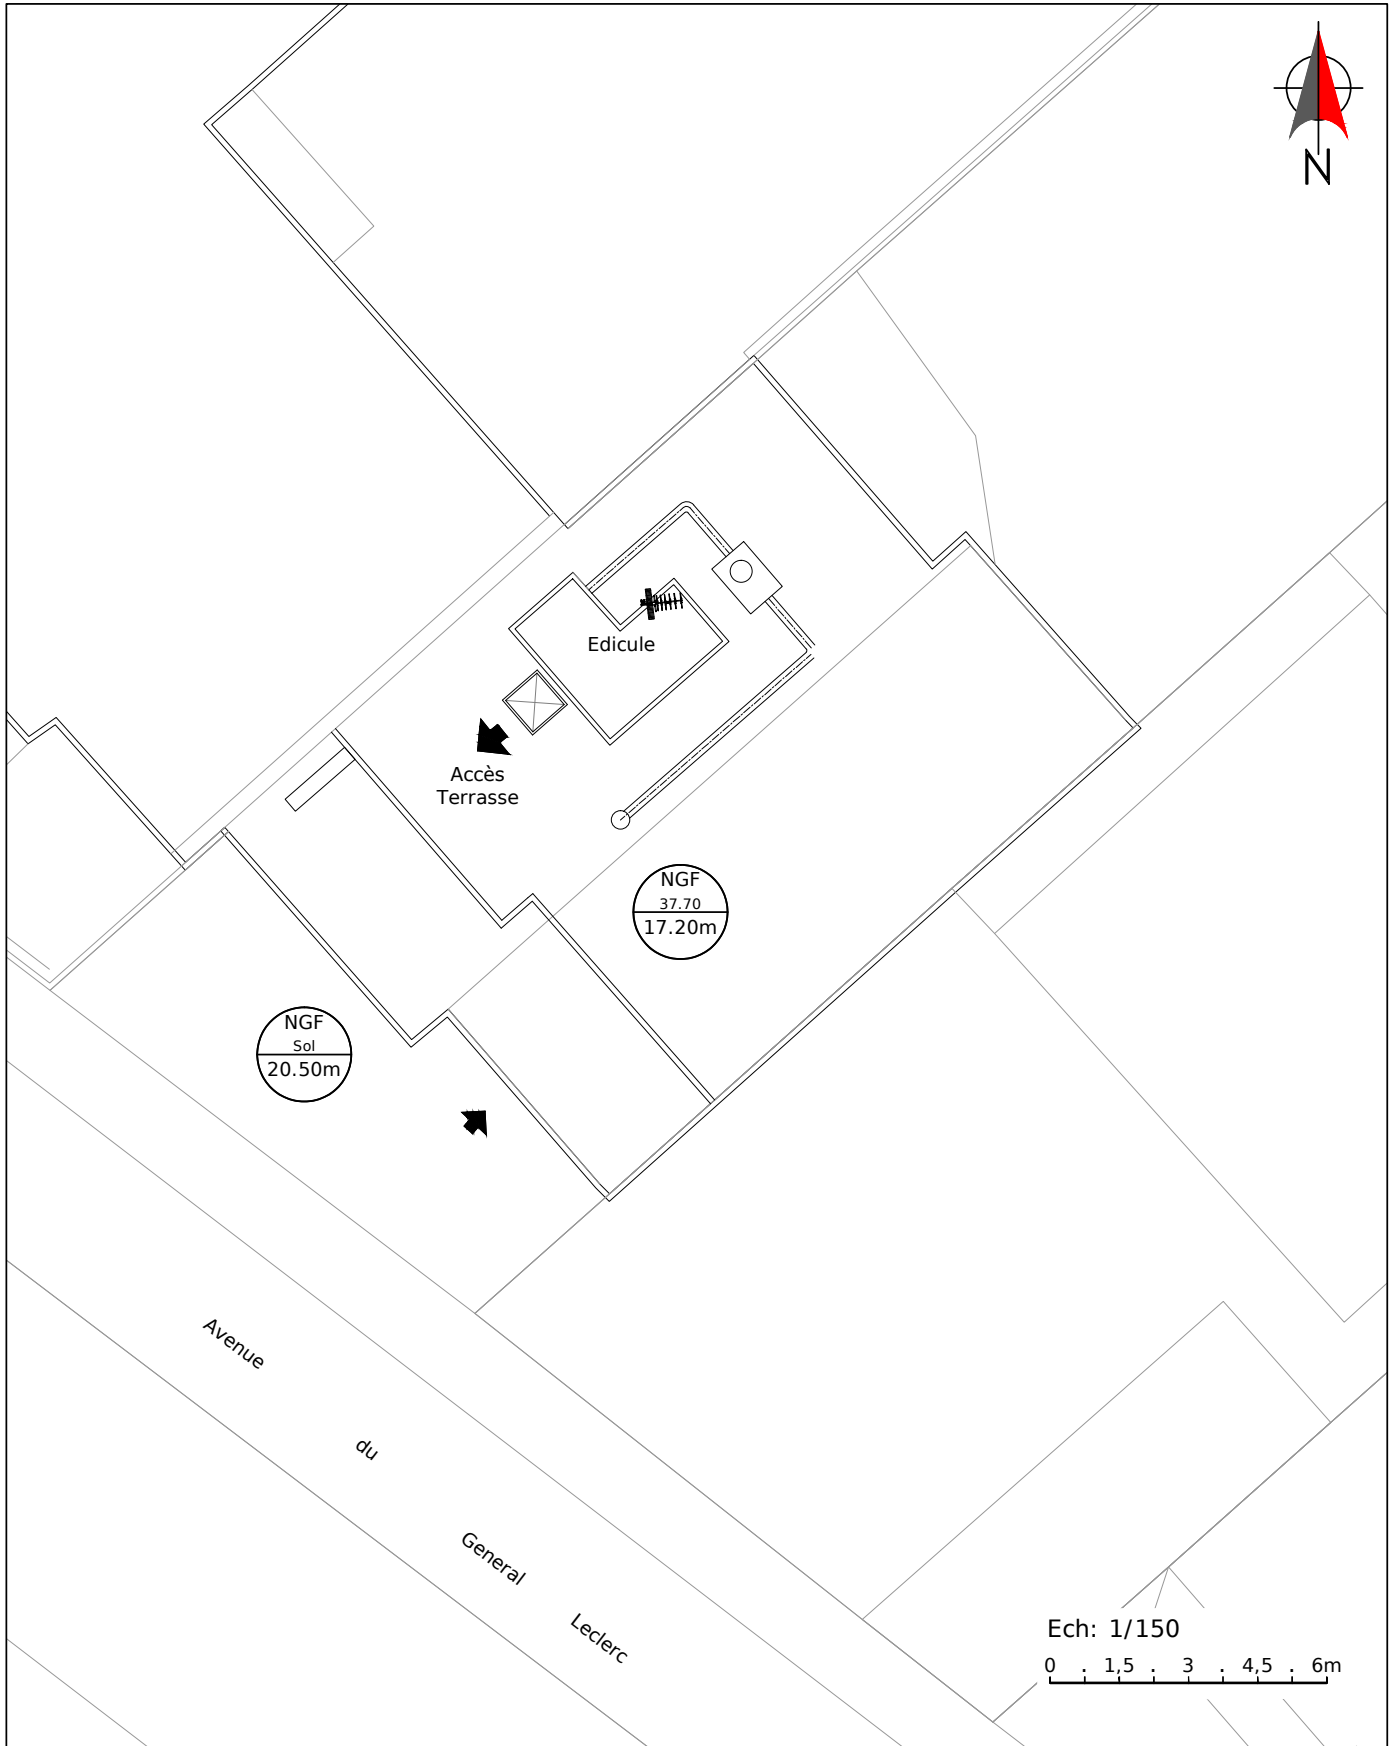 N
Edicule
Accès
Terrasse
NGF
37.70
17.20m
NGF
Sol
20.50m
Avenue
du
General
Leclerc
Ech: 1/150
0 . 1,5 . 3 . 4,5 . 6m